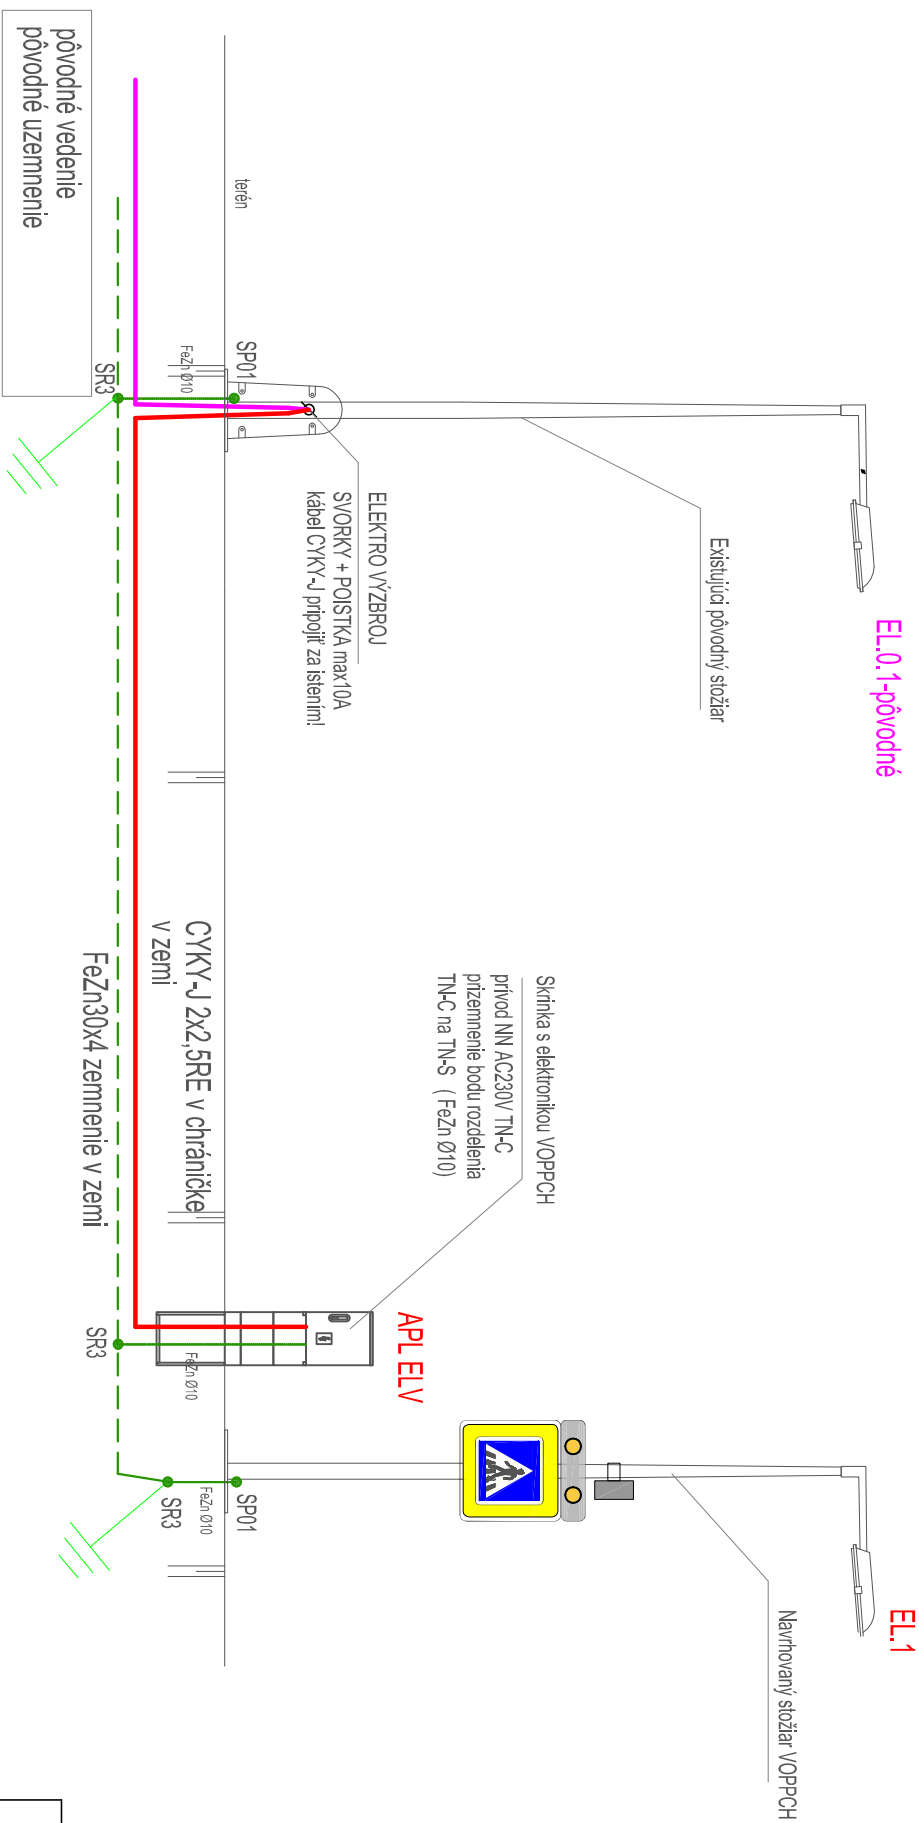 EL.0.1-pôvodné
EL.1
Existujúci pôvodný stožiar
Navrhovaný stožiar VOPPCH
Skrinka s elektronikou VOPPCH
prívod NN AC230V TN-C
prizemnenie bodu rozdelenia
TN-C na TN-S ( FeZn Ø10)
ELEKTRO VÝZBROJ
SVORKY + POISTKA max10A
kábel CYKY-J pripojiť za istením!
APL ELV
terén
SP01
SP01
FeZn Ø10
FeZn Ø10
FeZn Ø10
CYKY-J 2x2,5RE v chráničke
v zemi
SR3
SR3
SR3
FeZn30x4 zemnenie v zemi
pôvodné vedenie
pôvodné uzemnenie